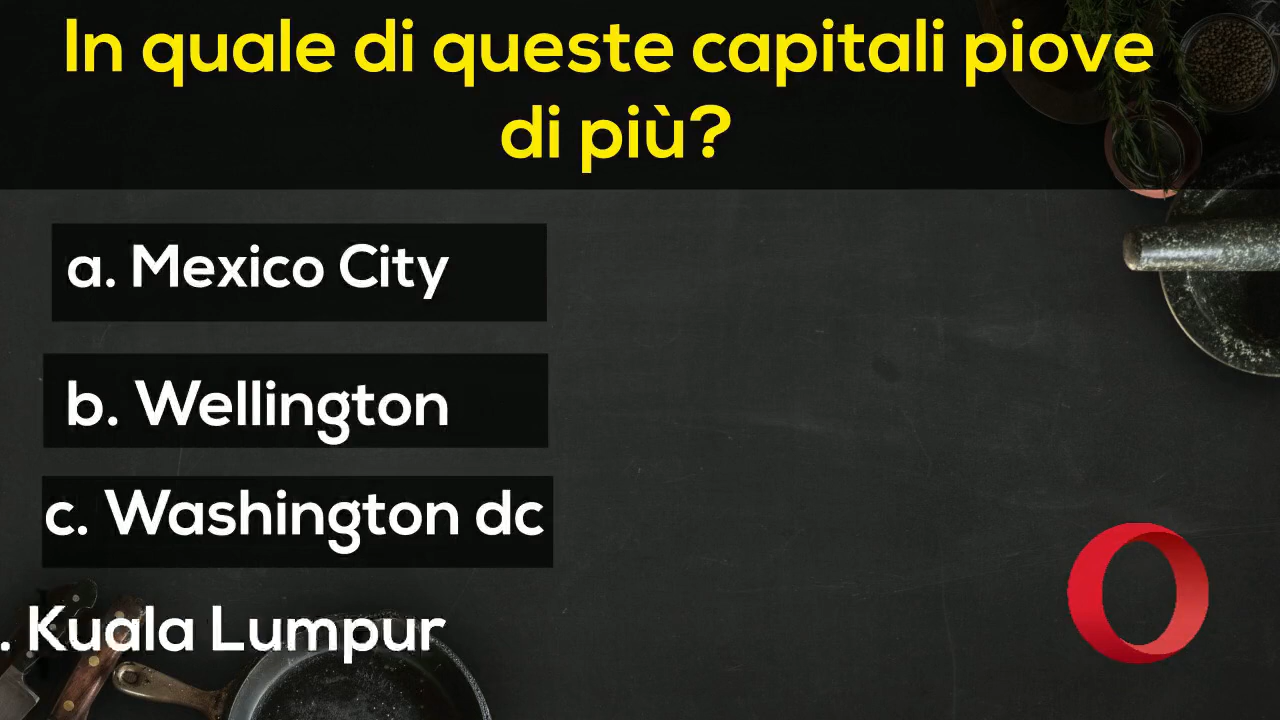 In quale di queste capitali piove
di più?
a. Mexico City
b. Wellington
c. Washington dc
. Kuala Lumpur